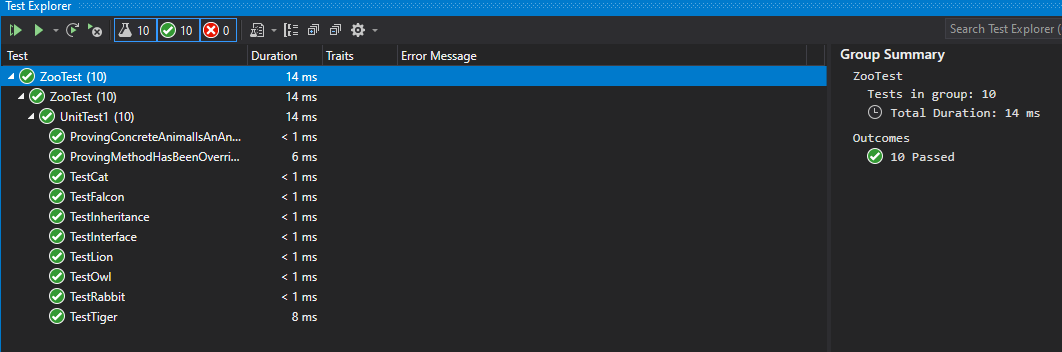 Test Explorer
10 10 0
Search Test Explorer (
Test Duration Traits Error Message
ZooTest (10) 14 ms
ZooTest (10) 14 ms
UnitTest1 (10) 14 ms
ProvingConcreteAnimalIsAnAn... < 1 ms
ProvingMethodHasBeenOverri... 6 ms
TestCat < 1 ms
TestFalcon < 1 ms
TestInheritance < 1 ms
TestInterface < 1 ms
TestLion < 1 ms
TestOwl < 1 ms
TestRabbit < 1 ms
TestTiger 8 ms
Group Summary
ZooTest
Tests in group: 10
Total Duration: 14 ms
Outcomes
10 Passed